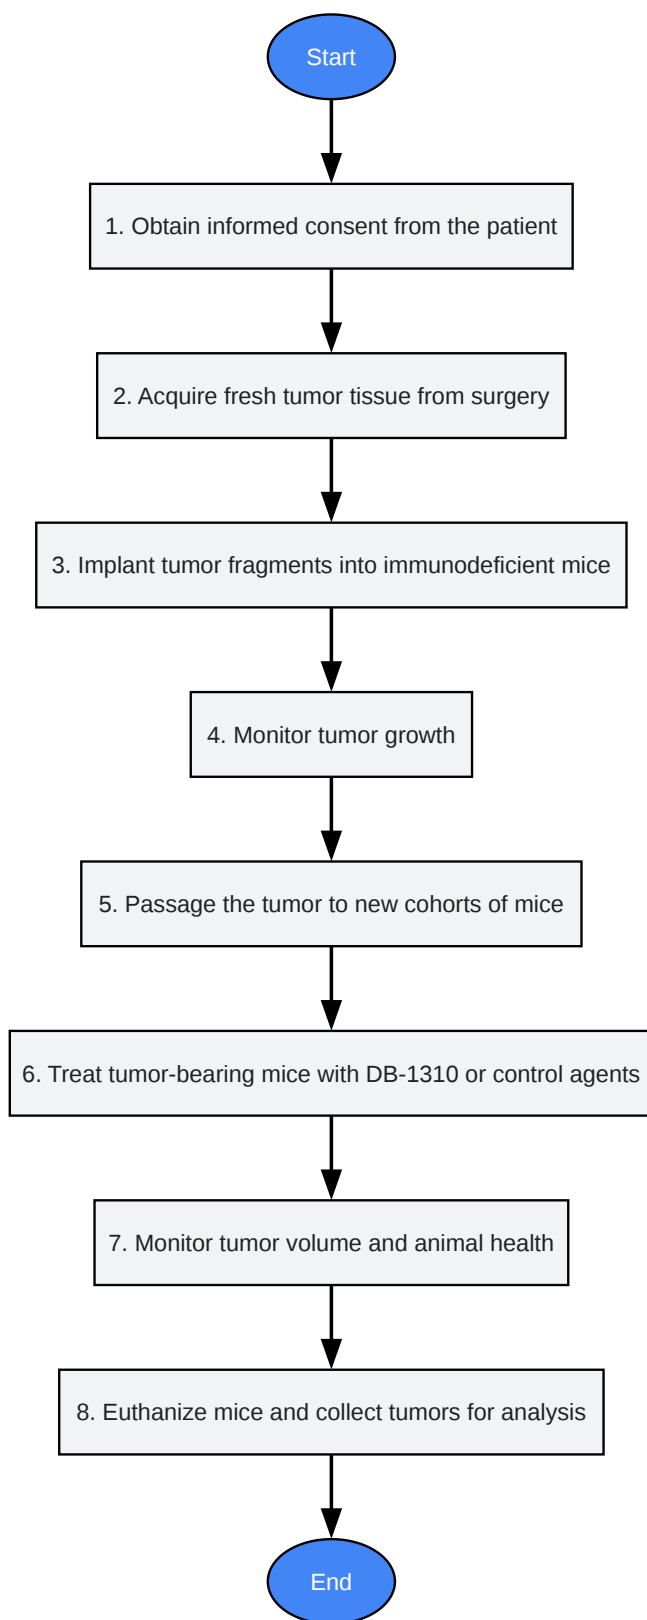 Start
1. Obtain informed consent from the patient
2. Acquire fresh tumor tissue from surgery
3. Implant tumor fragments into immunodeficient mice
4. Monitor tumor growth
5. Passage the tumor to new cohorts of mice
6. Treat tumor-bearing mice with DB-1310 or control agents
7. Monitor tumor volume and animal health
8. Euthanize mice and collect tumors for analysis
End